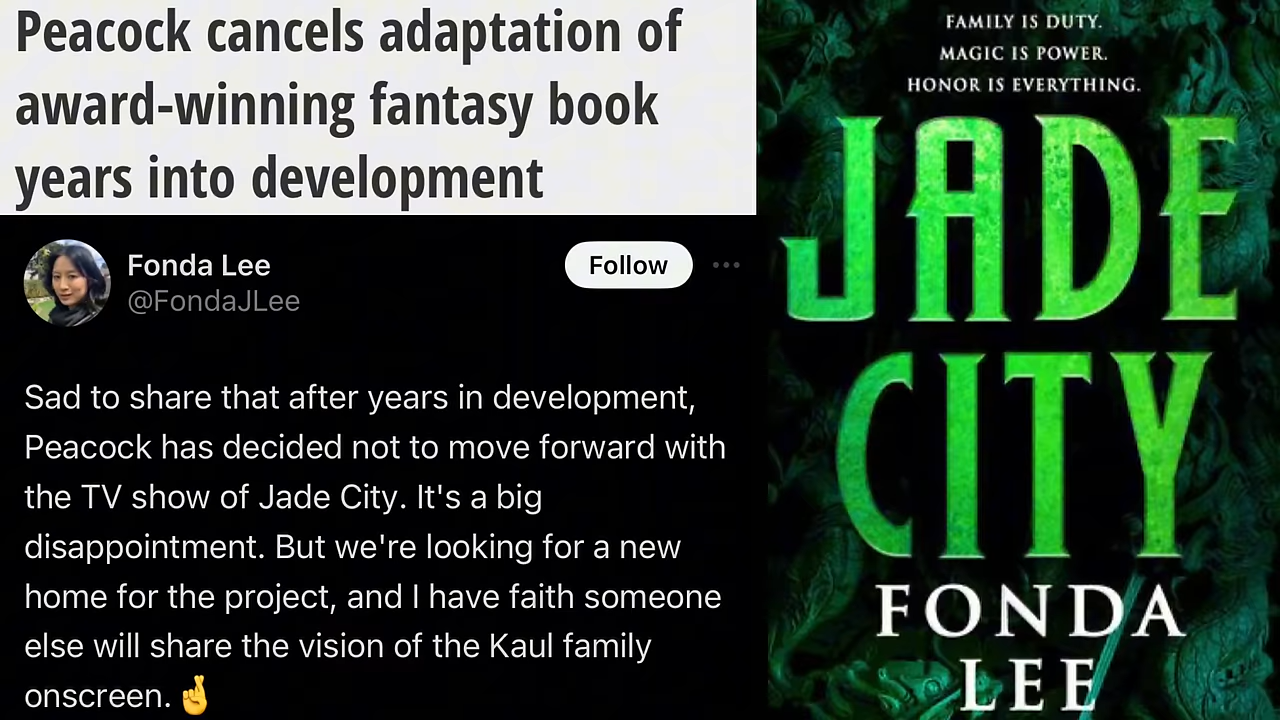 Peacock cancels adaptation of
award-winning fantasy book
years into development
Fonda Lee
@FondaJLee
Follow
Sad to share that after years in development,
Peacock has decided not to move forward with
the TV show of Jade City. It's a big
disappointment. But we're looking for a new
home for the project, and I have faith someone
else will share the vision of the Kaul family
onscreen. 🤞
FAMILY IS DUTY.
MAGIC IS POWER.
HONOR IS EVERYTHING.
JADE
CITY
FONDA
LEE